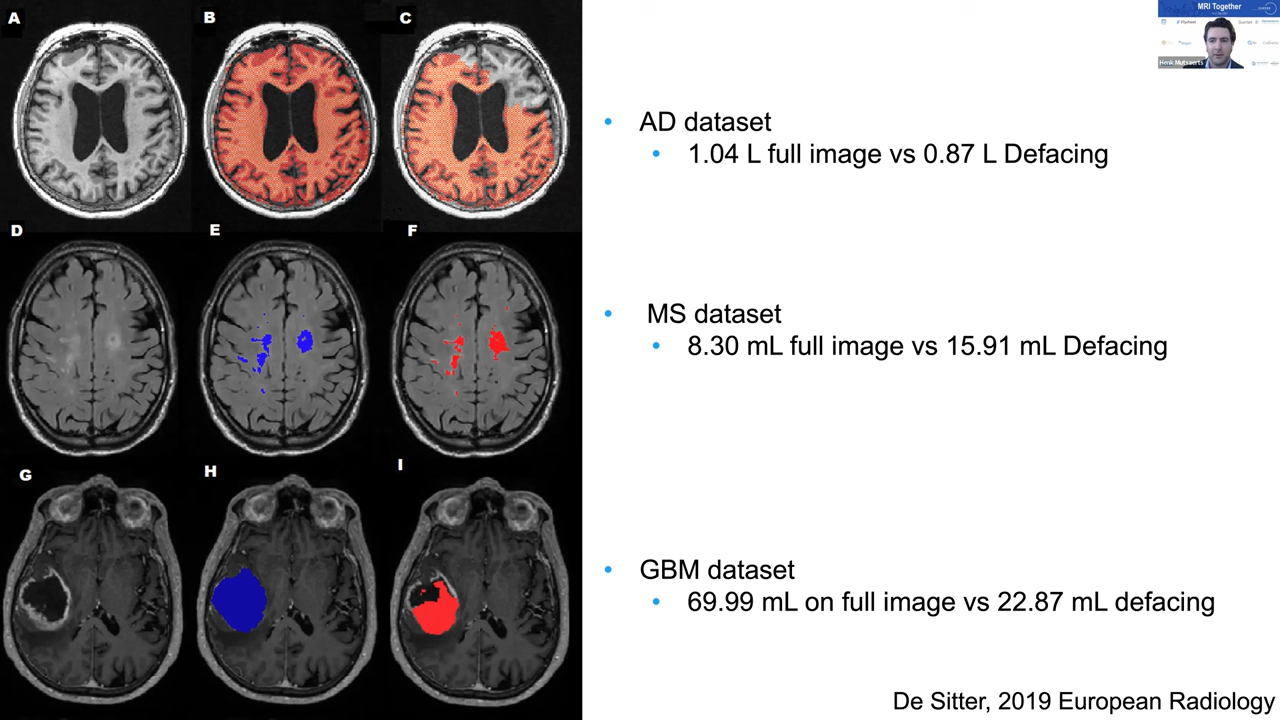 A
B
C
D
E
F
G
H
I
• AD dataset
• 1.04 L full image vs 0.87 L Defacing
• MS dataset
• 8.30 mL full image vs 15.91 mL Defacing
• GBM dataset
• 69.99 mL on full image vs 22.87 mL defacing
De Sitter, 2019 European Radiology
MRI Together
Henk Mutsaerts